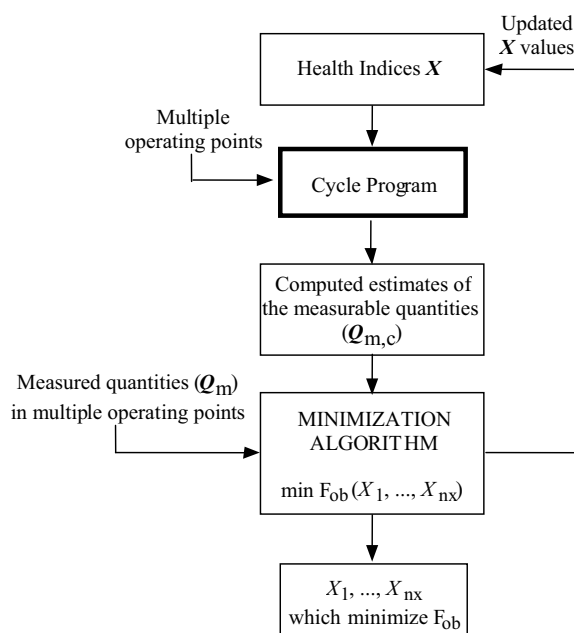 Updated
X values
Health Indices X
Multiple
operating points
Cycle Program
Computed estimates of
the measurable quantities
(Qm,c)
Measured quantities (Qm)
in multiple operating points
MINIMIZATION
ALGORITHM
min Fob(X1, ..., Xnx)
X1, ..., Xnx
which minimize Fob